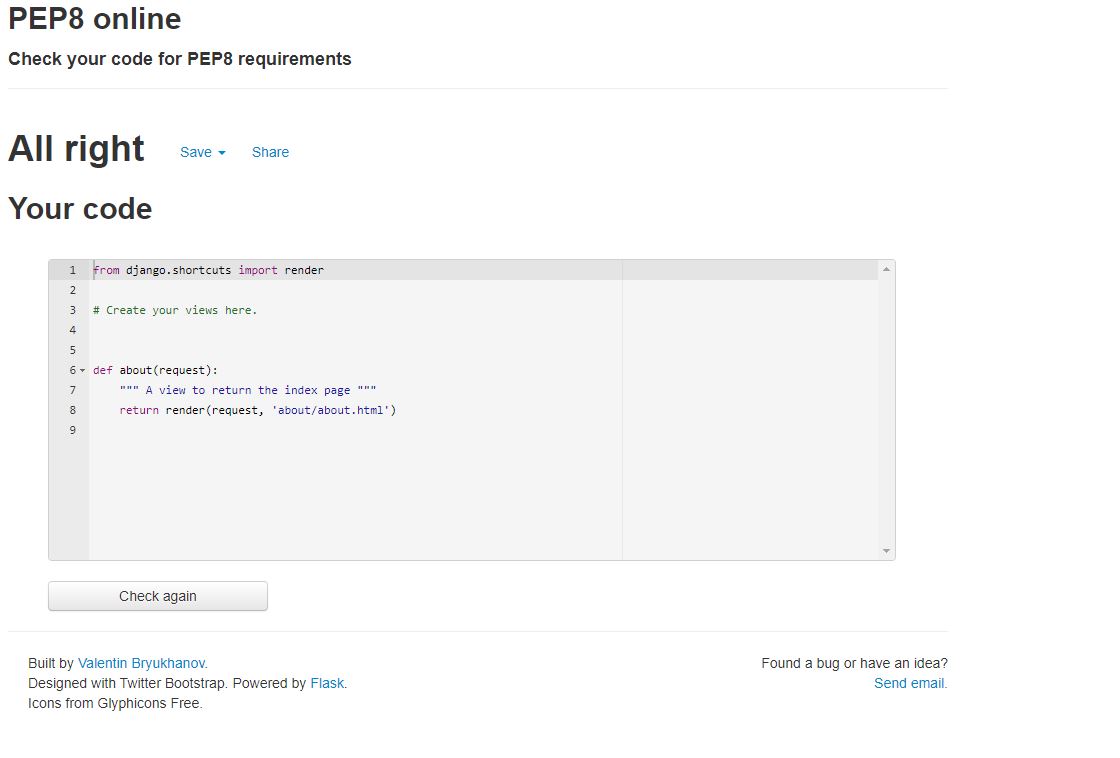 PEP8 online
Check your code for PEP8 requirements
All right Save Share
Your code
1 from django.shortcuts import render
2
3 # Create your views here.
4
5
6 def about(request):
7     """ A view to return the index page """
8     return render(request, 'about/about.html')
9
Check again
Built by Valentin Bryukhanov.
Designed with Twitter Bootstrap. Powered by Flask.
Icons from Glyphicons Free.
Found a bug or have an idea?
Send email.